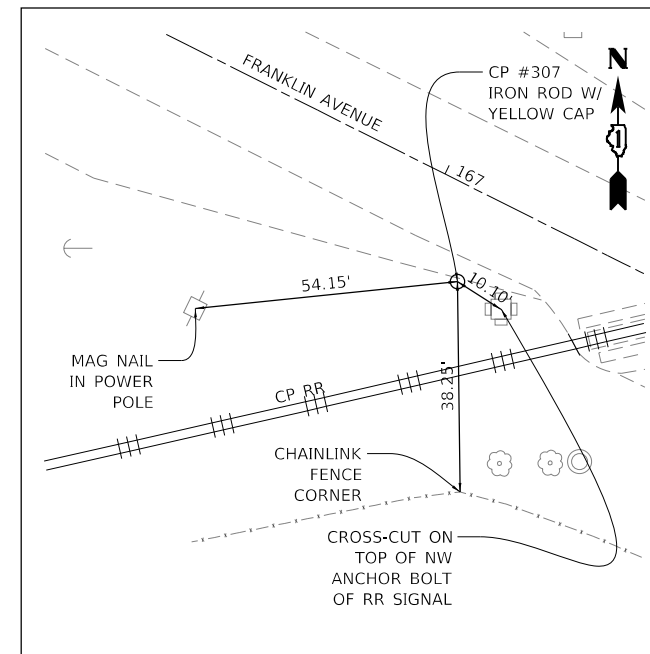 N
CP #307
IRON ROD W/
YELLOW CAP
FRANKLIN AVENUE
1
167
54.15'
10.10'
38.25'
MAG NAIL
IN POWER
POLE
CP RR
CHAINLINK
FENCE
CORNER
CROSS-CUT ON
TOP OF NW
ANCHOR BOLT
OF RR SIGNAL